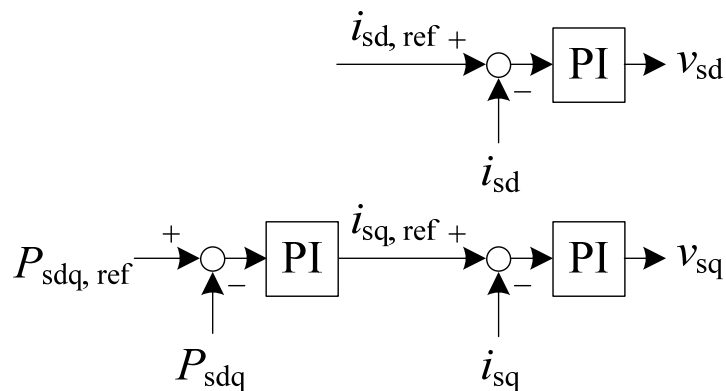 i_sd, ref + PI v_sd
−
i_sd
P_sdq, ref + PI i_sq, ref + PI v_sq
− −
P_sdq i_sq